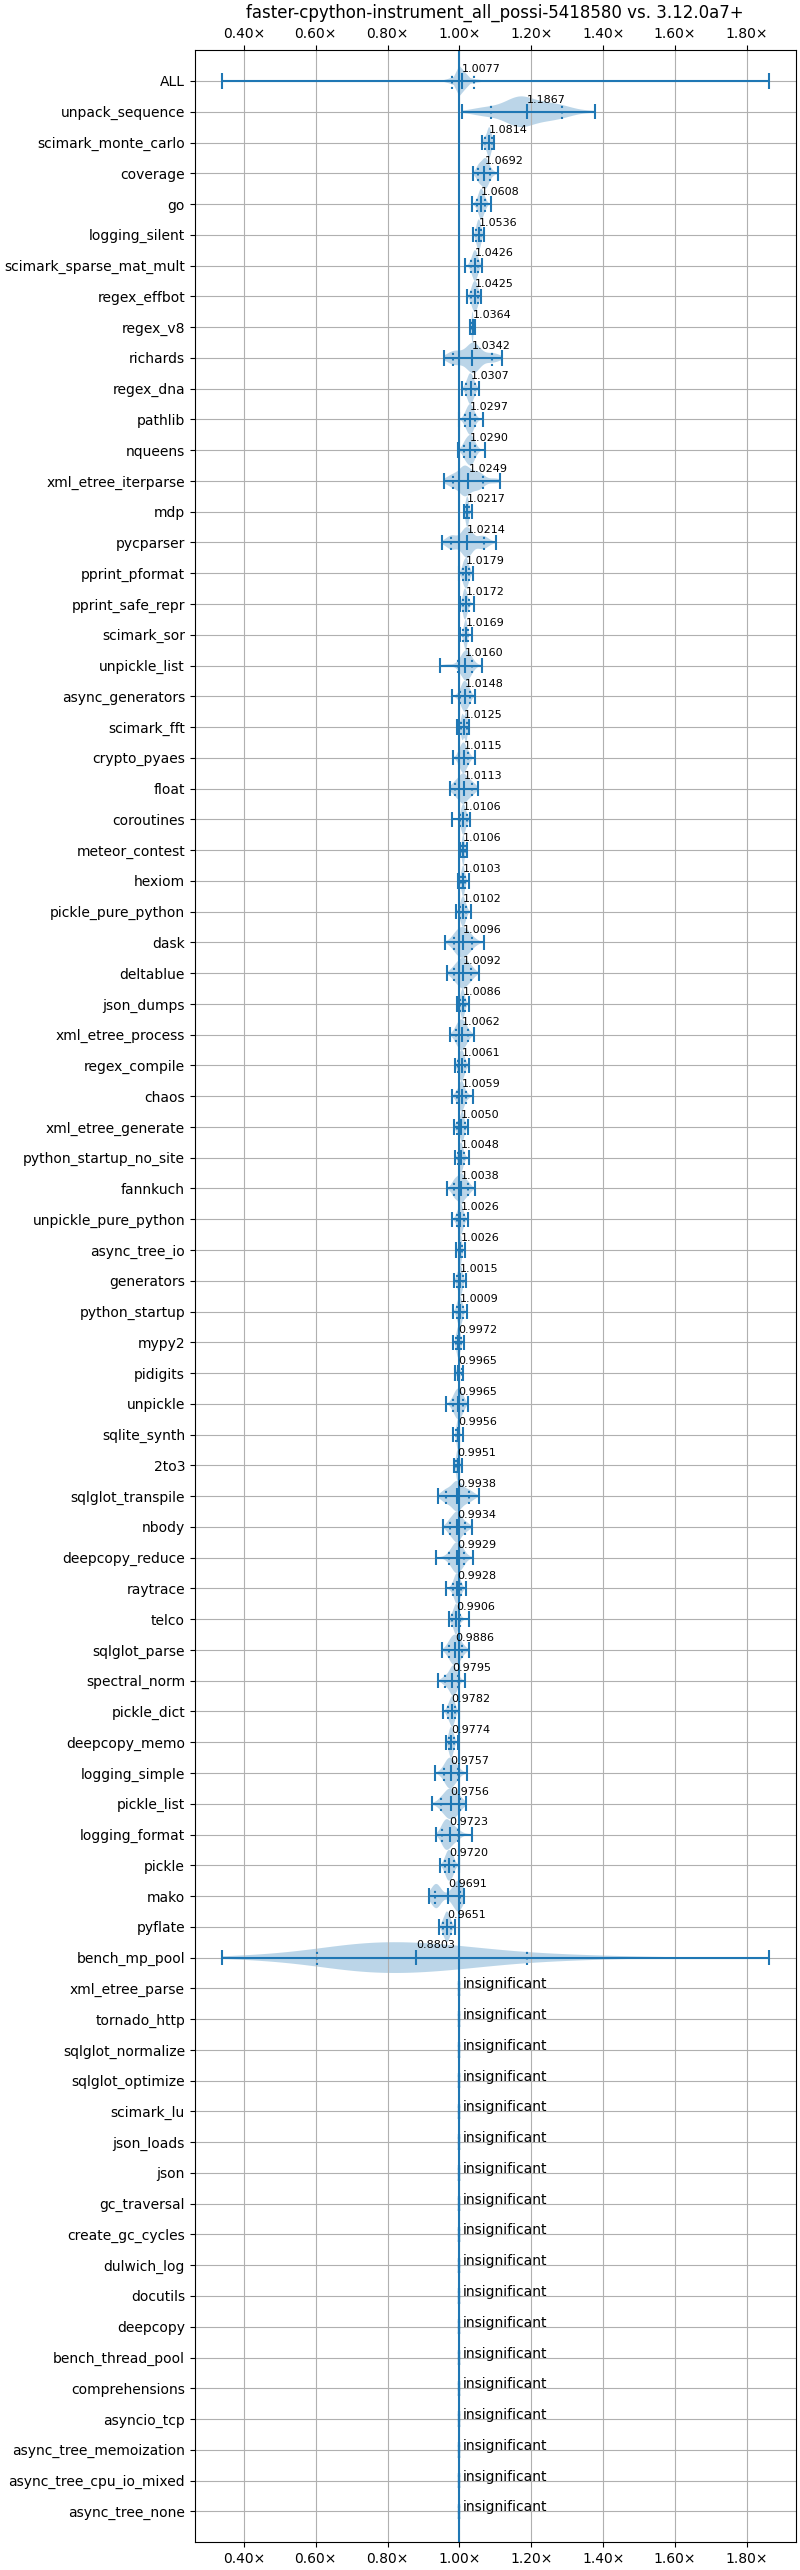 faster-cpython-instrument_all_possi-5418580 vs. 3.12.0a7+
0.40× 0.60× 0.80× 1.00× 1.20× 1.40× 1.60× 1.80×
ALL 1.0077
unpack_sequence 1.1867
scimark_monte_carlo 1.0814
coverage 1.0692
go 1.0608
logging_silent 1.0536
scimark_sparse_mat_mult 1.0426
regex_effbot 1.0425
regex_v8 1.0364
richards 1.0342
regex_dna 1.0307
pathlib 1.0297
nqueens 1.0290
xml_etree_iterparse 1.0249
mdp 1.0217
pycparser 1.0214
pprint_pformat 1.0179
pprint_safe_repr 1.0172
scimark_sor 1.0169
unpickle_list 1.0160
async_generators 1.0148
scimark_fft 1.0125
crypto_pyaes 1.0115
float 1.0113
coroutines 1.0106
meteor_contest 1.0106
hexiom 1.0103
pickle_pure_python 1.0102
dask 1.0096
deltablue 1.0092
json_dumps 1.0086
xml_etree_process 1.0062
regex_compile 1.0061
chaos 1.0059
xml_etree_generate 1.0050
python_startup_no_site 1.0048
fannkuch 1.0038
unpickle_pure_python 1.0026
async_tree_io 1.0026
generators 1.0015
python_startup 1.0009
mypy2 0.9972
pidigits 0.9965
unpickle 0.9965
sqlite_synth 0.9956
2to3 0.9951
sqlglot_transpile 0.9938
nbody 0.9934
deepcopy_reduce 0.9929
raytrace 0.9928
telco 0.9906
sqlglot_parse 0.9886
spectral_norm 0.9795
pickle_dict 0.9782
deepcopy_memo 0.9774
logging_simple 0.9757
pickle_list 0.9756
logging_format 0.9723
pickle 0.9720
mako 0.9691
pyflate 0.9651
bench_mp_pool 0.8803
xml_etree_parse insignificant
tornado_http insignificant
sqlglot_normalize insignificant
sqlglot_optimize insignificant
scimark_lu insignificant
json_loads insignificant
json insignificant
gc_traversal insignificant
create_gc_cycles insignificant
dulwich_log insignificant
docutils insignificant
deepcopy insignificant
bench_thread_pool insignificant
comprehensions insignificant
asyncio_tcp insignificant
async_tree_memoization insignificant
async_tree_cpu_io_mixed insignificant
async_tree_none insignificant
0.40× 0.60× 0.80× 1.00× 1.20× 1.40× 1.60× 1.80×